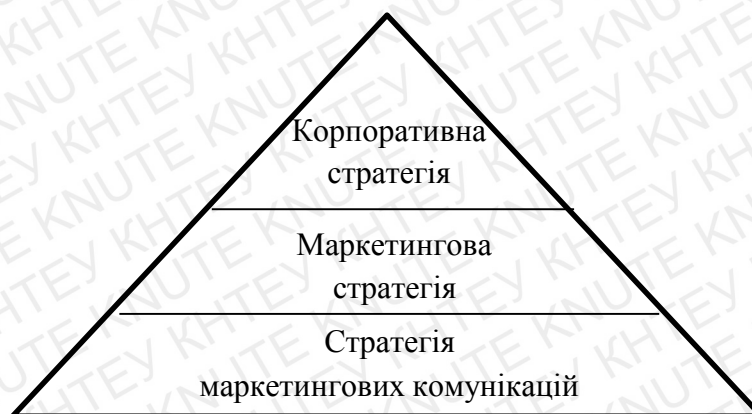 Корпоративна
стратегія
Маркетингова
стратегія
Стратегія
маркетингових комунікацій